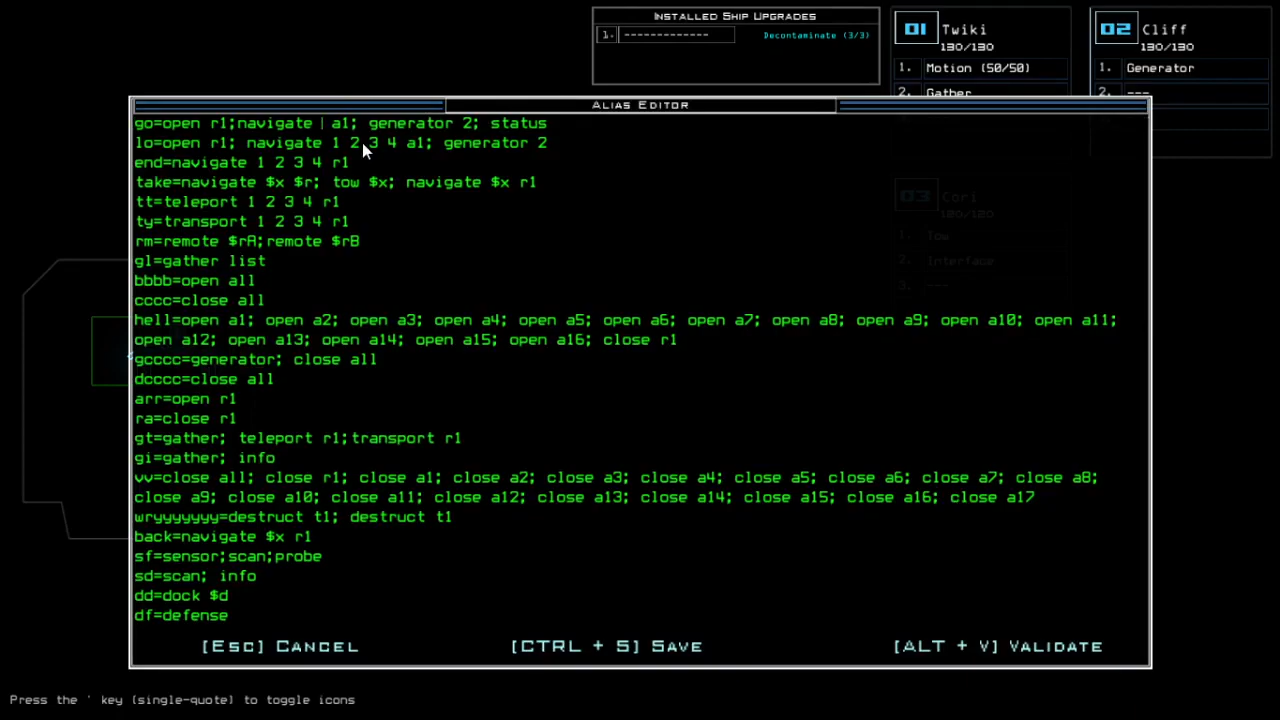 Installed Ship Upgrades
1. ------------- Decontaminate (3/3)
01 Twiki
130/130
1. Motion (50/50)
2. Gather
02 Cliff
130/130
1. Generator
2. ---
Alias Editor
go=open r1;navigate | a1; generator 2; status
lo=open r1; navigate 1 2 3 4 a1; generator 2
end=navigate 1 2 3 4 r1
take=navigate $x $r; tow $x; navigate $x r1
tt=teleport 1 2 3 4 r1
ty=transport 1 2 3 4 r1
rm=remote $rA;remote $rB
gl=gather list
bbbb=open all
cccc=close all
hell=open a1; open a2; open a3; open a4; open a5; open a6; open a7; open a8; open a9; open a10; open a11;
open a12; open a13; open a14; open a15; open a16; close r1
gcccc=generator; close all
dcccc=close all
arr=open r1
ra=close r1
gt=gather; teleport r1;transport r1
gi=gather; info
vv=close all; close r1; close a1; close a2; close a3; close a4; close a5; close a6; close a7; close a8;
close a9; close a10; close a11; close a12; close a13; close a14; close a15; close a16; close a17
wryyyyyyy=destruct t1; destruct t1
back=navigate $x r1
sf=sensor;scan;probe
sd=scan; info
dd=dock $d
df=defense
03 Cori
1. Tow
2. Interface
3. ---
[Esc] Cancel [CTRL + S] Save [ALT + V] Validate
Press the ' key (single-quote) to toggle icons